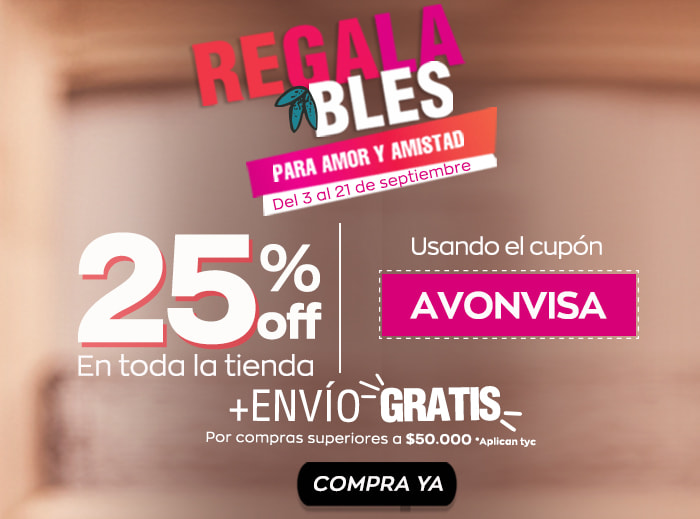 REGALA
BLES
PARA AMOR Y AMISTAD
Del 3 al 21 de septiembre
25% off
En toda la tienda
Usando el cupón
AVONVISA
+ENVÍO GRATIS
Por compras superiores a $50.000 *Aplican tyc
COMPRA YA